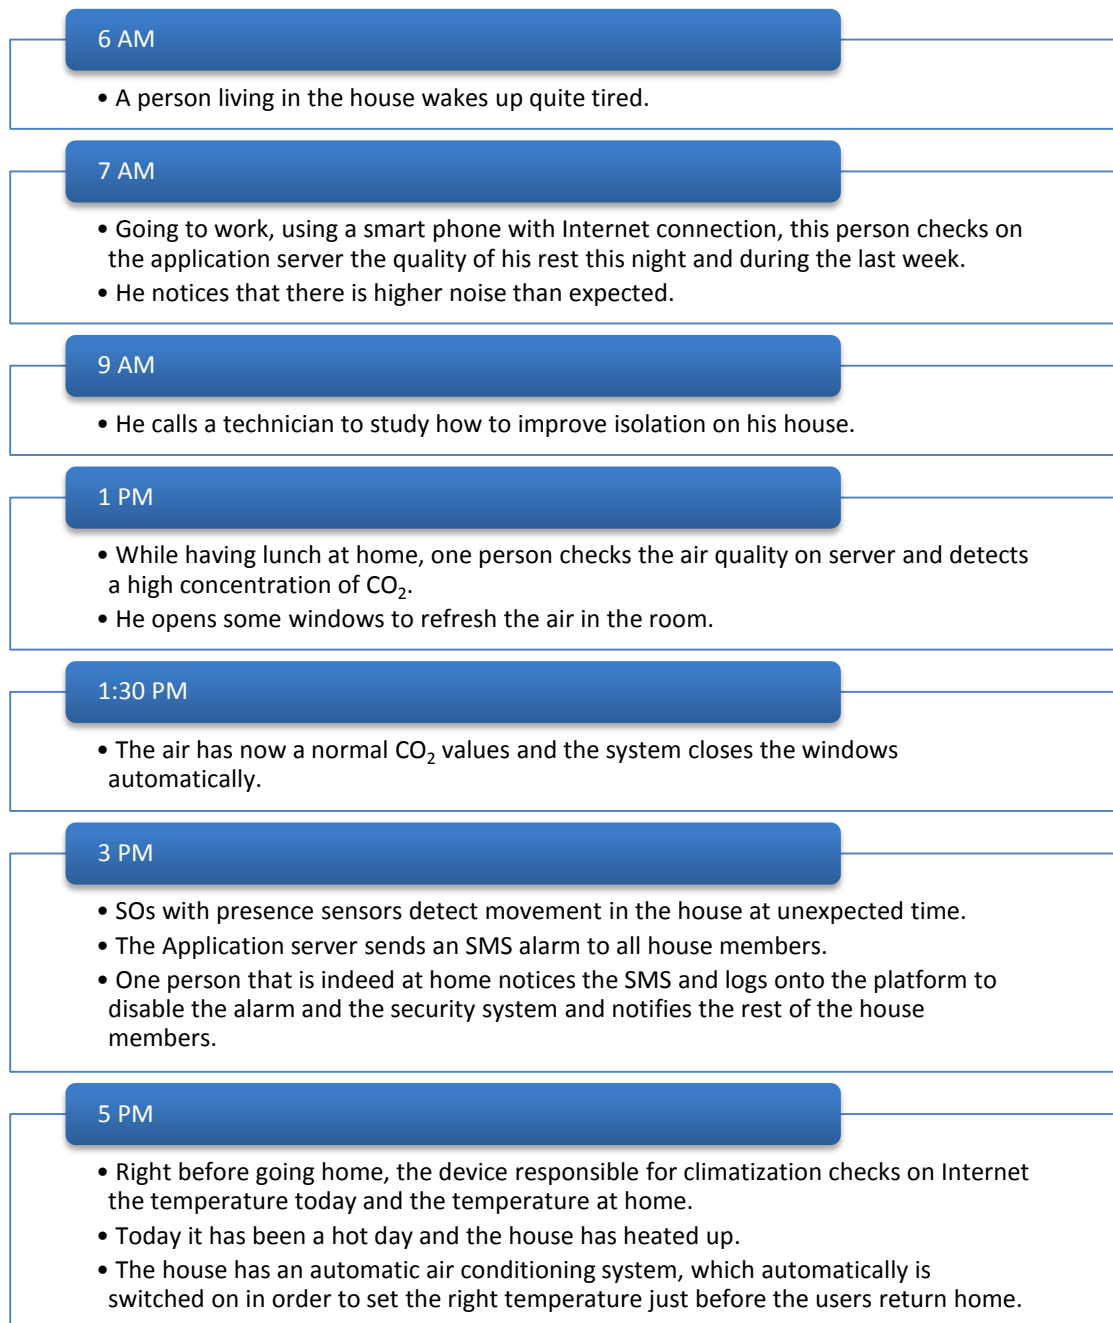 6 AM
• A person living in the house wakes up quite tired.
7 AM
• Going to work, using a smart phone with Internet connection, this person checks on
the application server the quality of his rest this night and during the last week.
• He notices that there is higher noise than expected.
9 AM
• He calls a technician to study how to improve isolation on his house.
1 PM
• While having lunch at home, one person checks the air quality on server and detects
a high concentration of CO₂.
• He opens some windows to refresh the air in the room.
1:30 PM
• The air has now a normal CO₂ values and the system closes the windows
automatically.
3 PM
• SOs with presence sensors detect movement in the house at unexpected time.
• The Application server sends an SMS alarm to all house members.
• One person that is indeed at home notices the SMS and logs onto the platform to
disable the alarm and the security system and notifies the rest of the house
members.
5 PM
• Right before going home, the device responsible for climatization checks on Internet
the temperature today and the temperature at home.
• Today it has been a hot day and the house has heated up.
• The house has an automatic air conditioning system, which automatically is
switched on in order to set the right temperature just before the users return home.